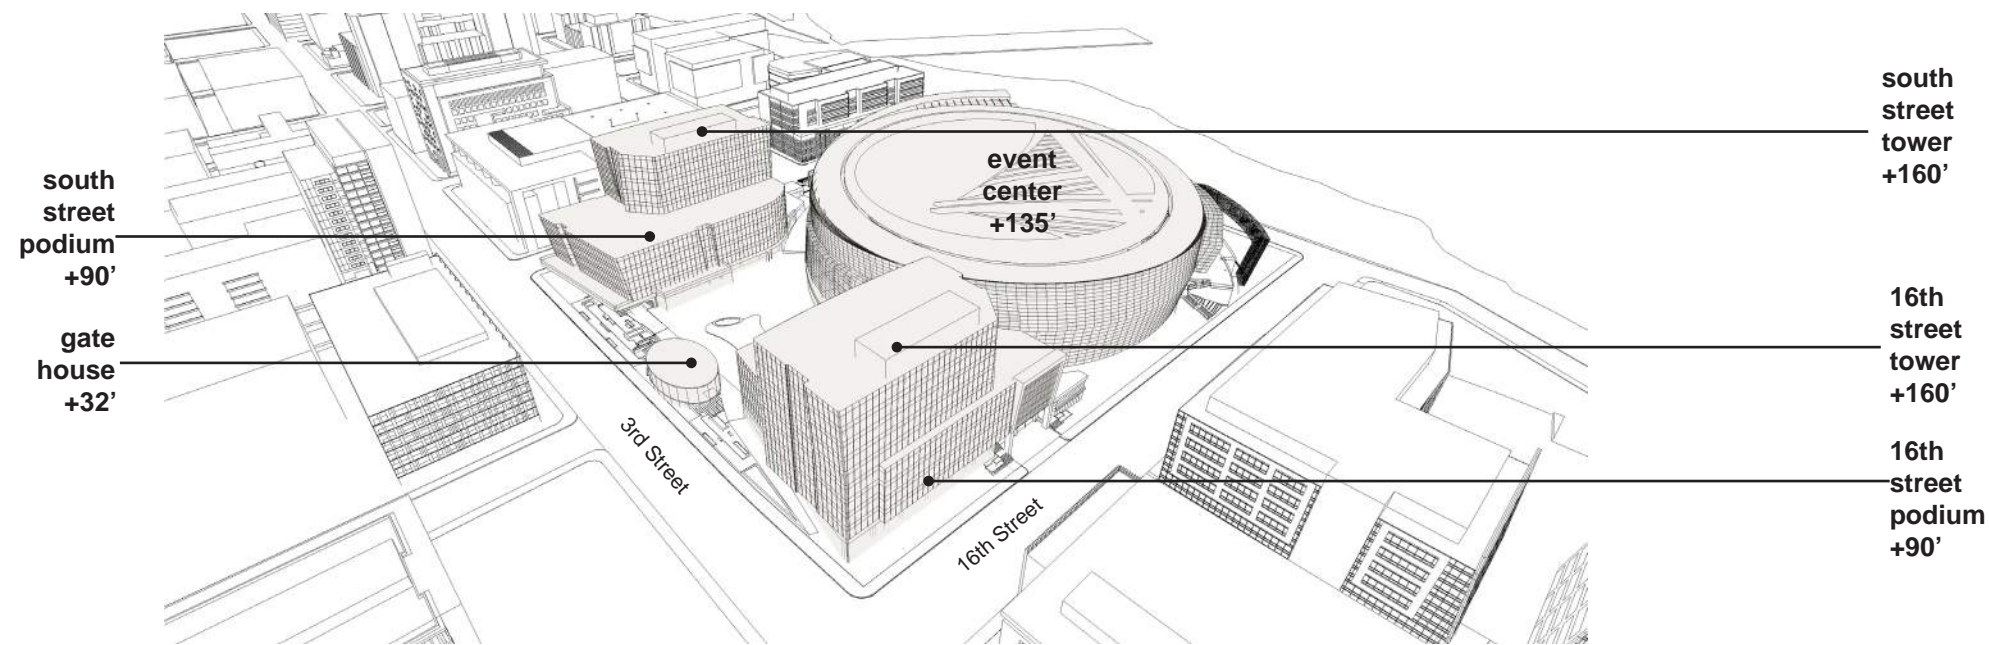 south
street
podium
+90’
gate
house
+32’
event
center
+135’
3rd Street
16th Street
south
street
tower
+160’
16th
street
tower
+160’
16th
street
podium
+90’